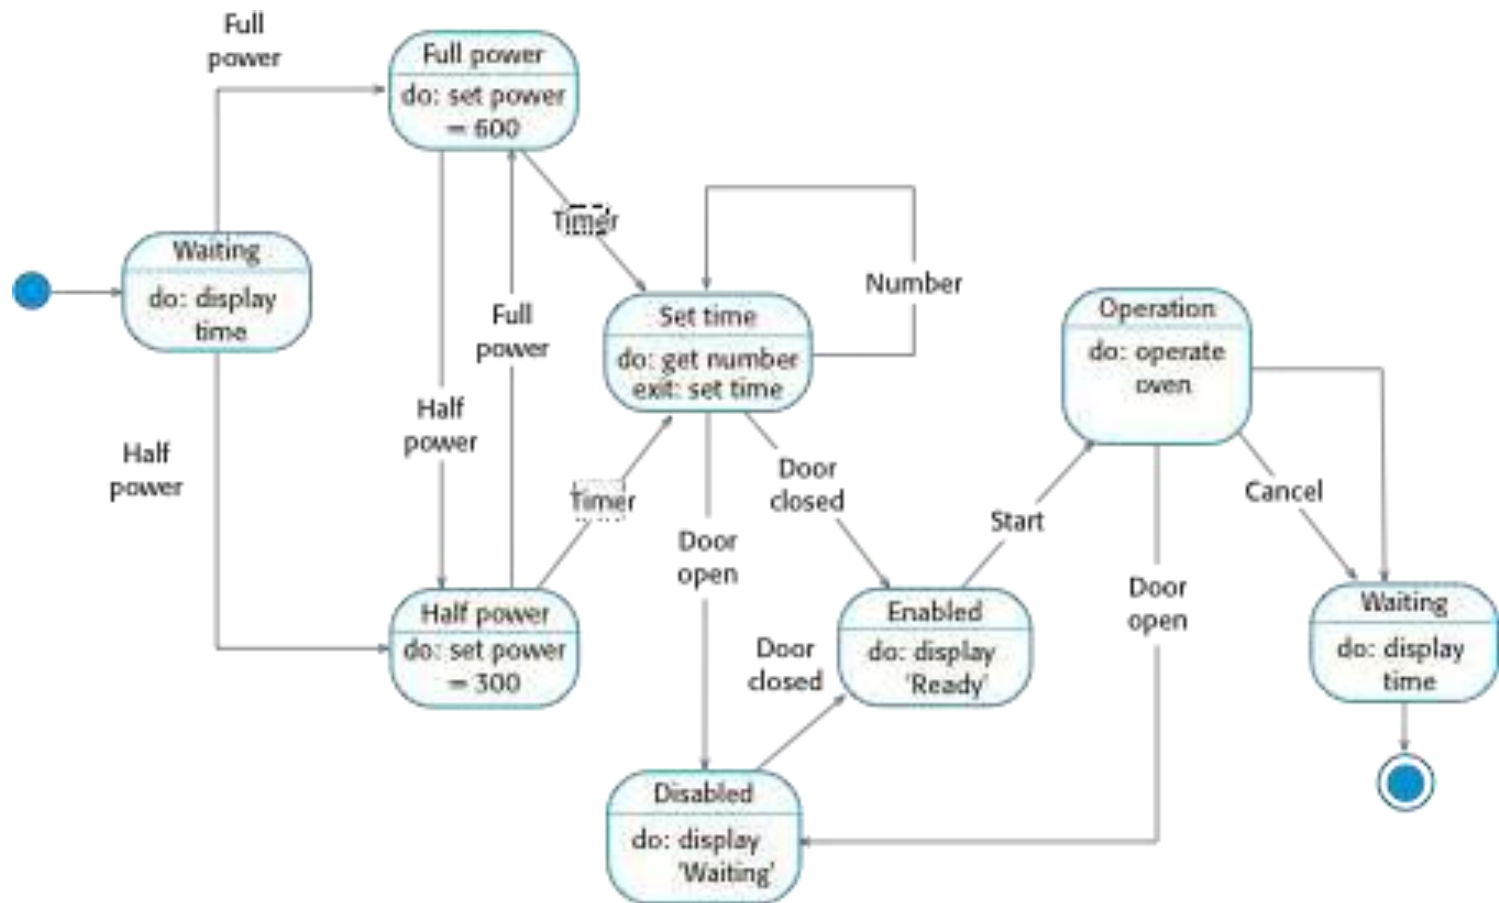 Full
power
Full power
do: set power
= 600
Timer
Waiting
do: display
time
Number
Full
power
Set time
do: get number
exit: set time
Operation
do: operate
oven
Half
power
Half
power
Door
closed
Timer
Cancel
Start
Door
open
Door
open
Half power
do: set power
= 300
Enabled
do: display
'Ready'
Waiting
do: display
time
Door
closed
Disabled
do: display
'Waiting'